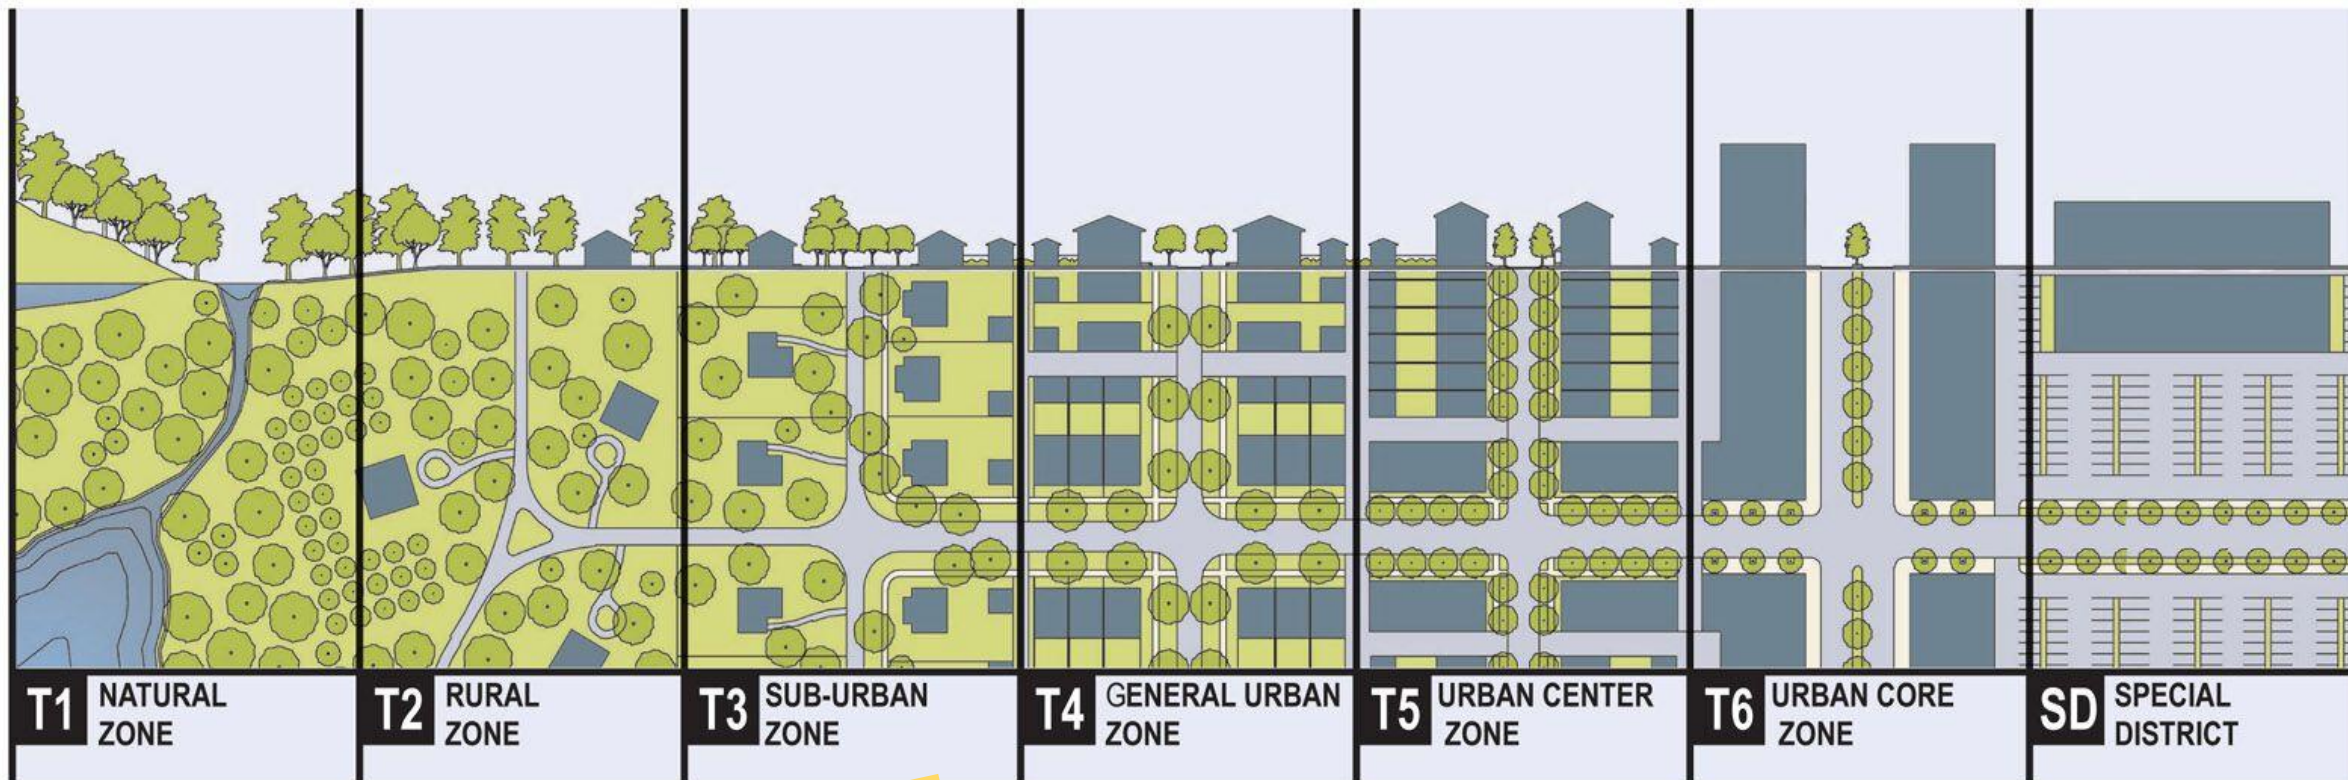 T1 NATURAL
ZONE
T2 RURAL
ZONE
T3 SUB-URBAN
ZONE
T4 GENERAL URBAN
ZONE
T5 URBAN CENTER
ZONE
T6 URBAN CORE
ZONE
SD SPECIAL
DISTRICT